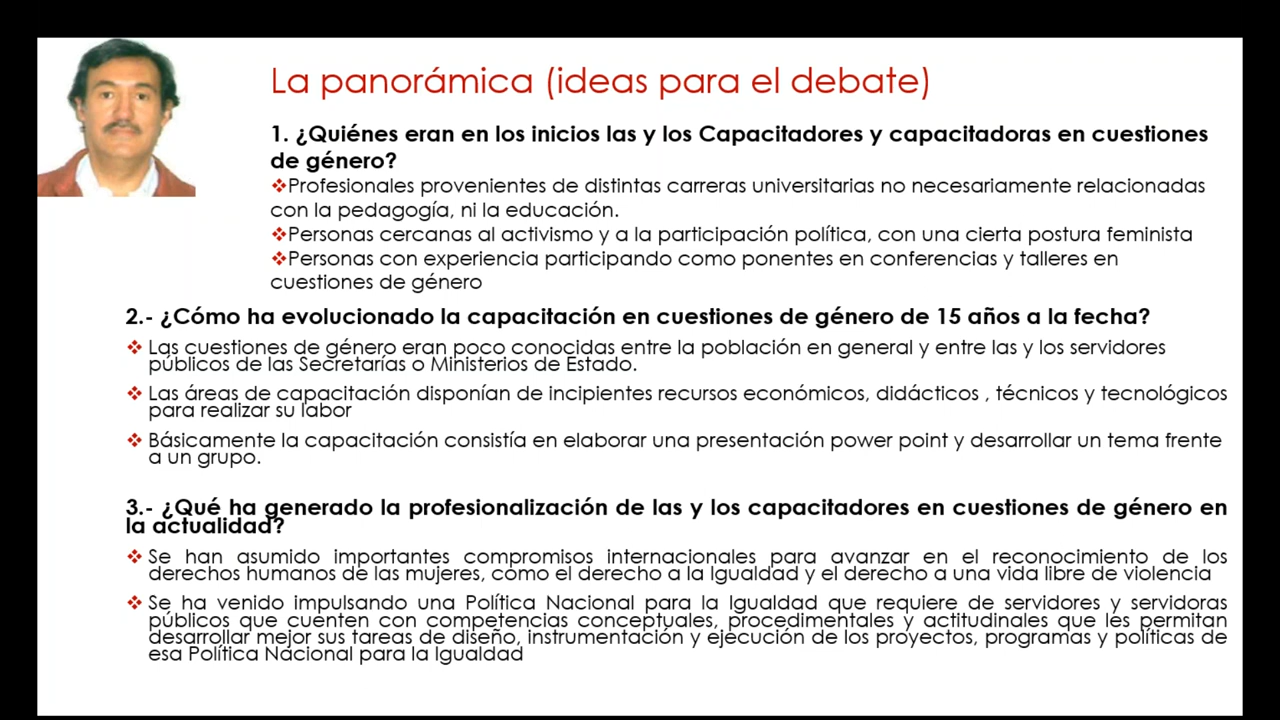 La panorámica (ideas para el debate)
1. ¿Quiénes eran en los inicios las y los Capacitadores y capacitadoras en cuestiones
de género?
❖Profesionales provenientes de distintas carreras universitarias no necesariamente relacionadas
con la pedagogía, ni la educación.
❖Personas cercanas al activismo y a la participación política, con una cierta postura feminista
❖Personas con experiencia participando como ponentes en conferencias y talleres en
cuestiones de género
2.- ¿Cómo ha evolucionado la capacitación en cuestiones de género de 15 años a la fecha?
❖ Las cuestiones de género eran poco conocidas entre la población en general y entre las y los servidores
públicos de las Secretarías o Ministerios de Estado.
❖ Las áreas de capacitación disponían de incipientes recursos económicos, didácticos , técnicos y tecnológicos
para realizar su labor
❖ Básicamente la capacitación consistía en elaborar una presentación power point y desarrollar un tema frente
a un grupo.
3.- ¿Qué ha generado la profesionalización de las y los capacitadores en cuestiones de género en
la actualidad?
❖ Se han asumido importantes compromisos internacionales para avanzar en el reconocimiento de los
derechos humanos de las mujeres, como el derecho a la Igualdad y el derecho a una vida libre de violencia
❖ Se ha venido impulsando una Política Nacional para la Igualdad que requiere de servidores y servidoras
públicos que cuenten con competencias conceptuales, procedimentales y actitudinales que les permitan
desarrollar mejor sus tareas de diseño, instrumentación y ejecución de los proyectos, programas y políticas de
esa Política Nacional para la Igualdad